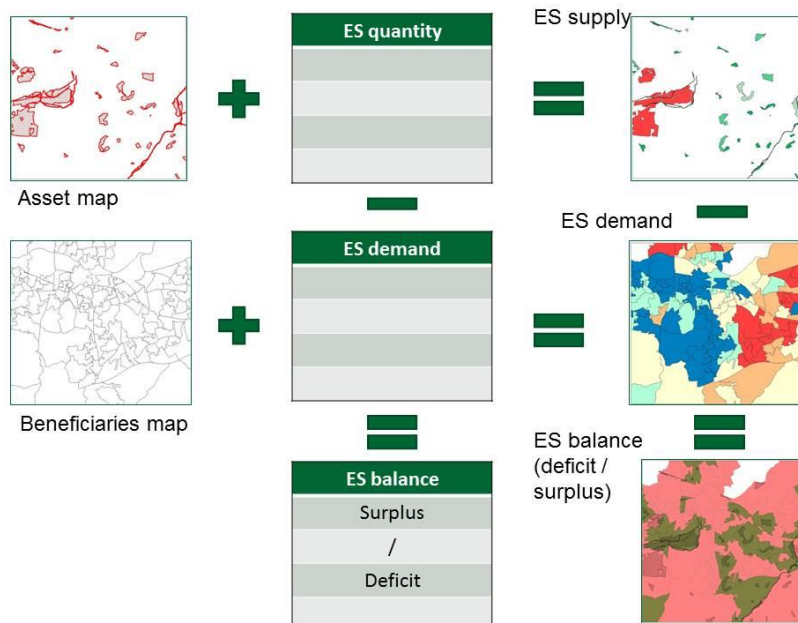 ES quantity
ES supply
Asset map
ES demand
ES demand
Beneficiaries map
ES balance
(deficit /
surplus)
ES balance
Surplus
/
Deficit